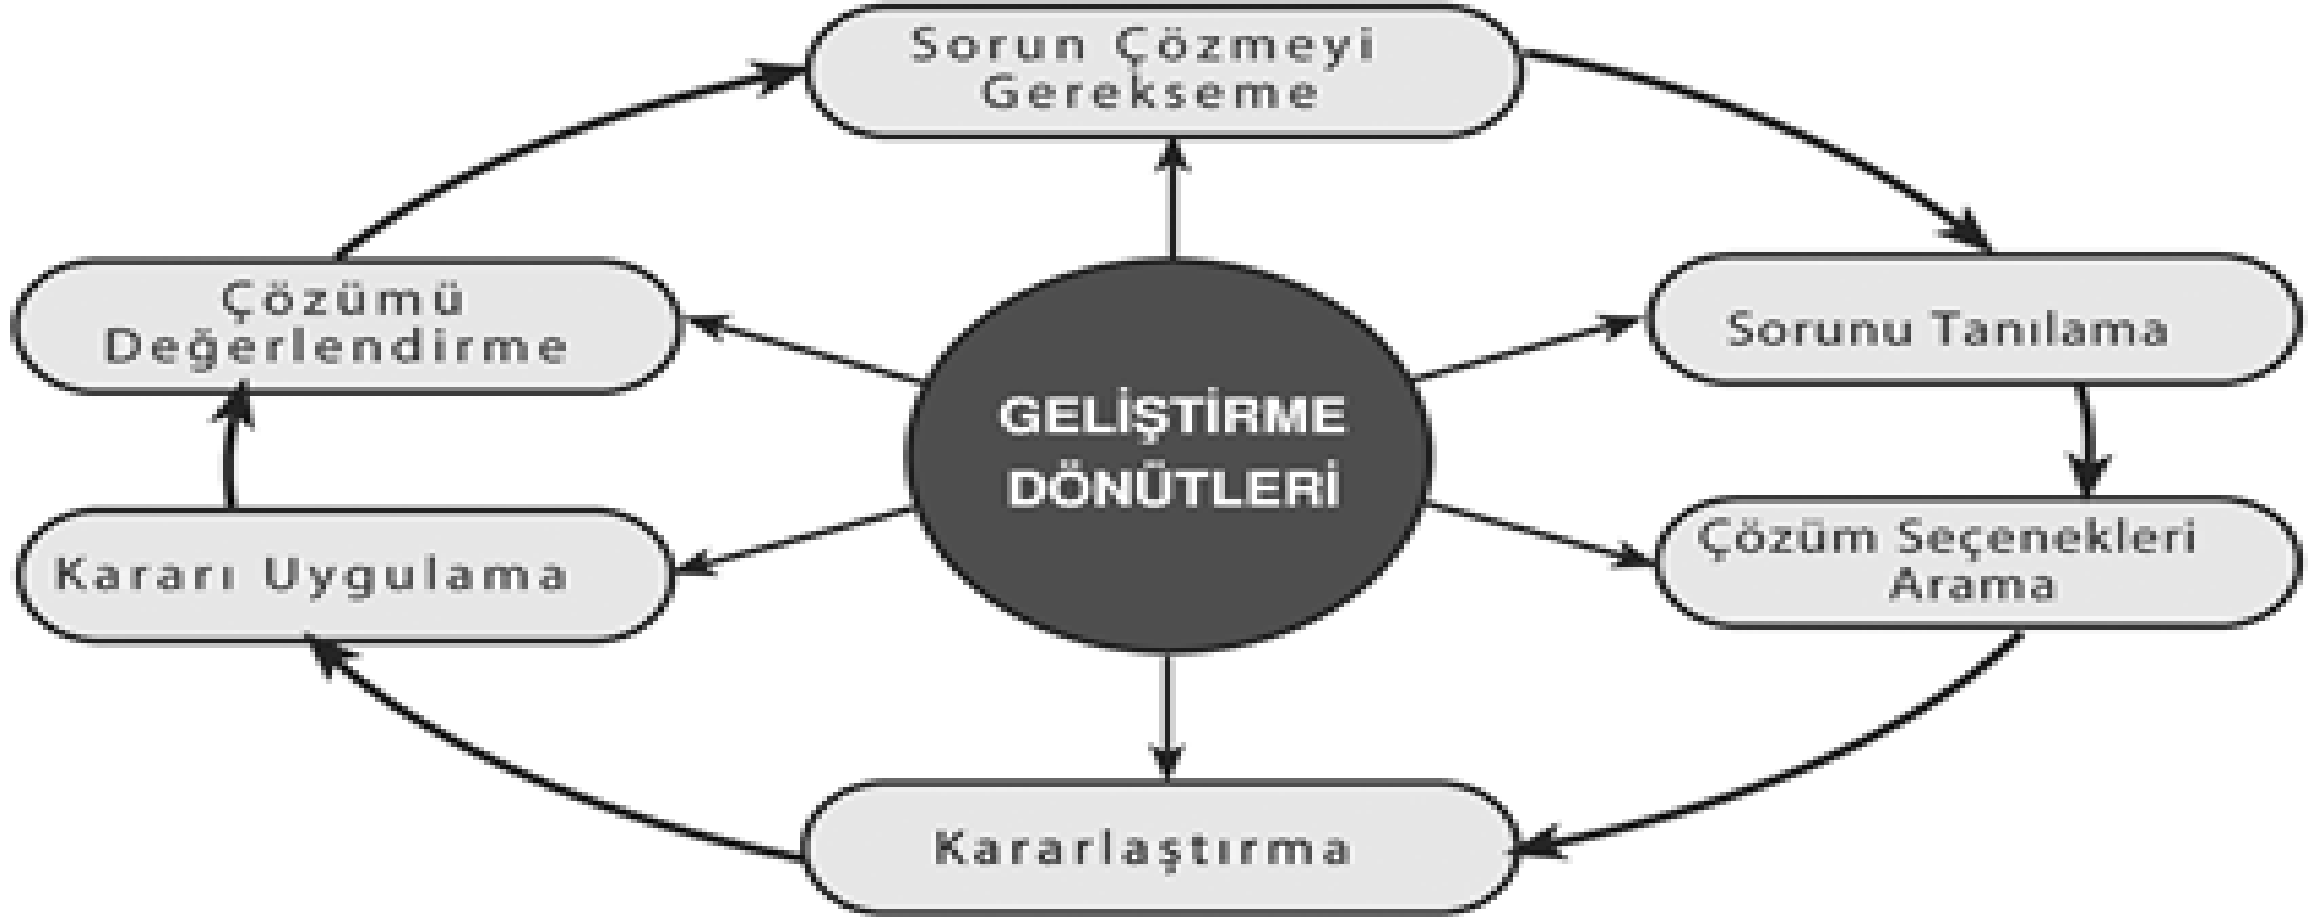 Sorun Çözmeyi
Gerekseme
Sorunu Tanılama
Çözüm Seçenekleri
Arama
Kararlaştırma
Kararı Uygulama
Çözümü
Değerlendirme
GELİŞTİRME
DÖNÜTLERİ